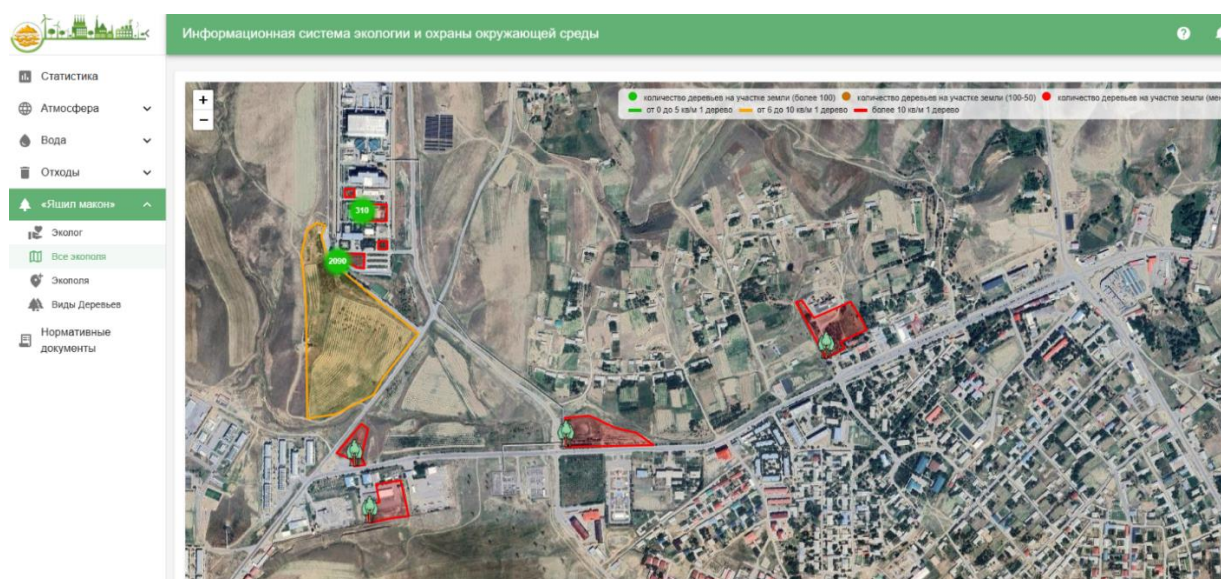 Информационная система экологии и охраны окружающей среды
Статистика
Атмосфера
Вода
Отходы
«Яшил макон»
Эколог
Все экополя
Экополя
Виды Деревьев
Нормативные
документы
+
−
количество деревьев на участке земли (более 100) количество деревьев на участке земли (100-50) количество деревьев на участке земли (ме
от 0 до 5 кв/м 1 дерево от 6 до 10 кв/м 1 дерево более 10 кв/м 1 дерево
310
2090